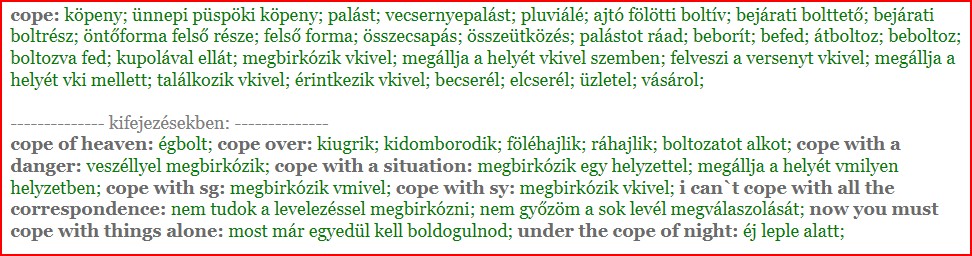 cope: köpeny; ünnepi püspöki köpeny; palást; vecsernyepalást; pluviálé; ajtó fölötti boltív; bejárati bolttető; bejárati
boltrész; öntőforma felső része; felső forma; összecsapás; összeütközés; palástot ráad; beborít; befed; átboltoz; beboltoz;
boltozva fed; kupolával ellát; megbirkózik vkivel; megállja a helyét vkivel szemben; felveszi a versenyt vkivel; megállja a
helyét vki mellett; találkozik vkivel; érintkezik vkivel; becserél; elcserél; üzletel; vásárol;
-------------- kifejezésekben: --------------
cope of heaven: égbolt; cope over: kiugrik; kidomborodik; föléhajlik; ráhajlik; boltozatot alkot; cope with a
danger: veszéllyel megbirkózik; cope with a situation: megbirkózik egy helyzettel; megállja a helyét vmilyen
helyzetben; cope with sg: megbirkózik vmivel; cope with sy: megbirkózik vkivel; i can`t cope with all the
correspondence: nem tudok a levelezéssel megbirkózni; nem győzöm a sok levél megválaszolását; now you must
cope with things alone: most már egyedül kell boldogulnod; under the cope of night: éj leple alatt;